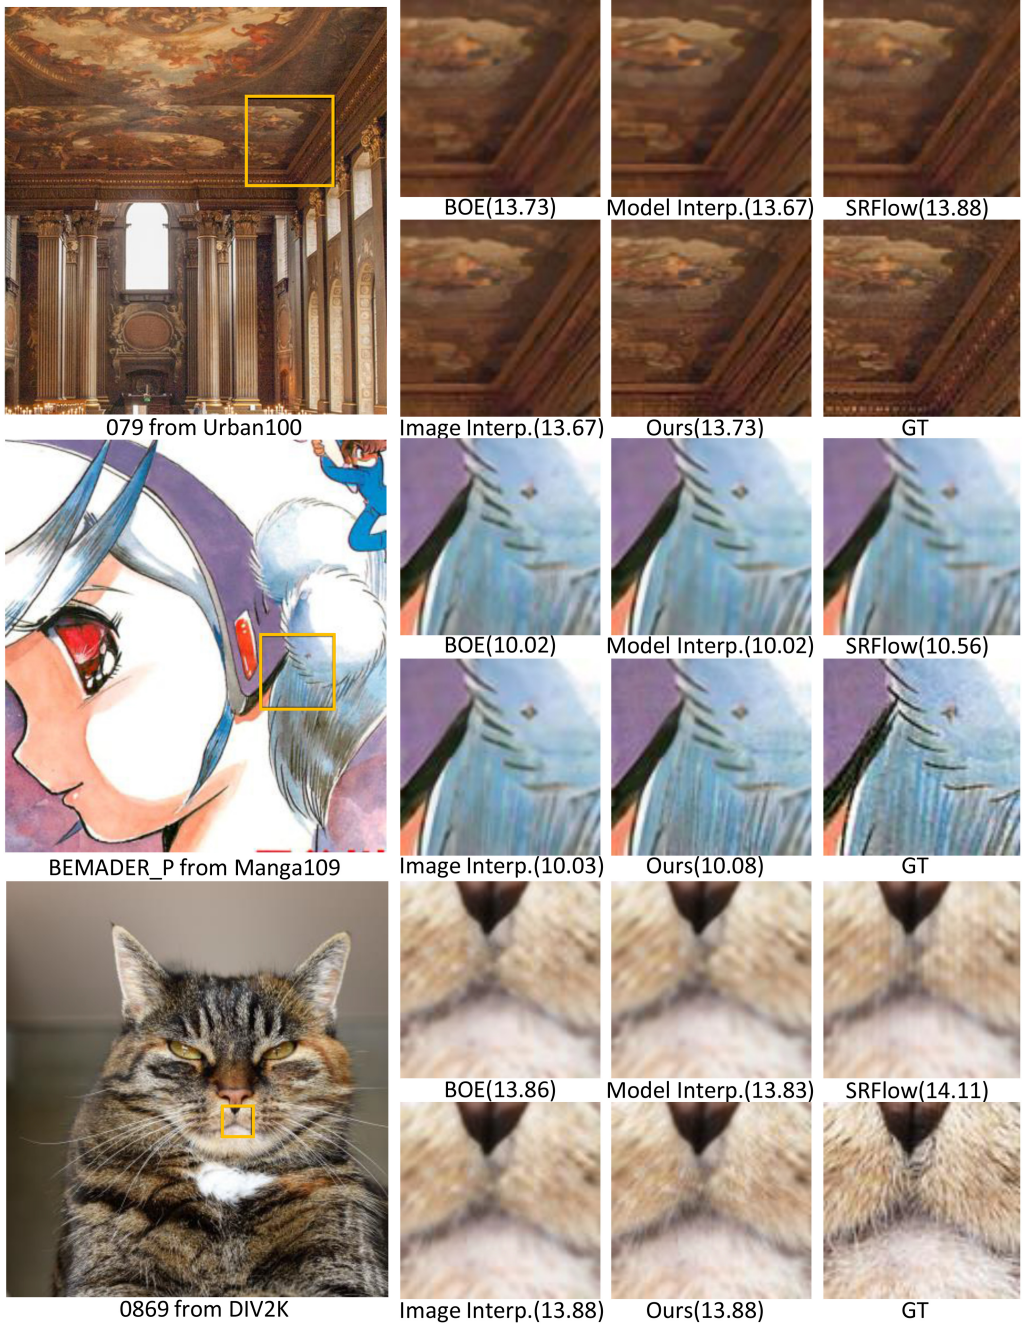 BOE(13.73) Model Interp.(13.67) SRFlow(13.88)
079 from Urban100 Image Interp.(13.67) Ours(13.73) GT
BOE(10.02) Model Interp.(10.02) SRFlow(10.56)
BEMADER_P from Manga109 Image Interp.(10.03) Ours(10.08) GT
BOE(13.86) Model Interp.(13.83) SRFlow(14.11)
0869 from DIV2K Image Interp.(13.88) Ours(13.88) GT